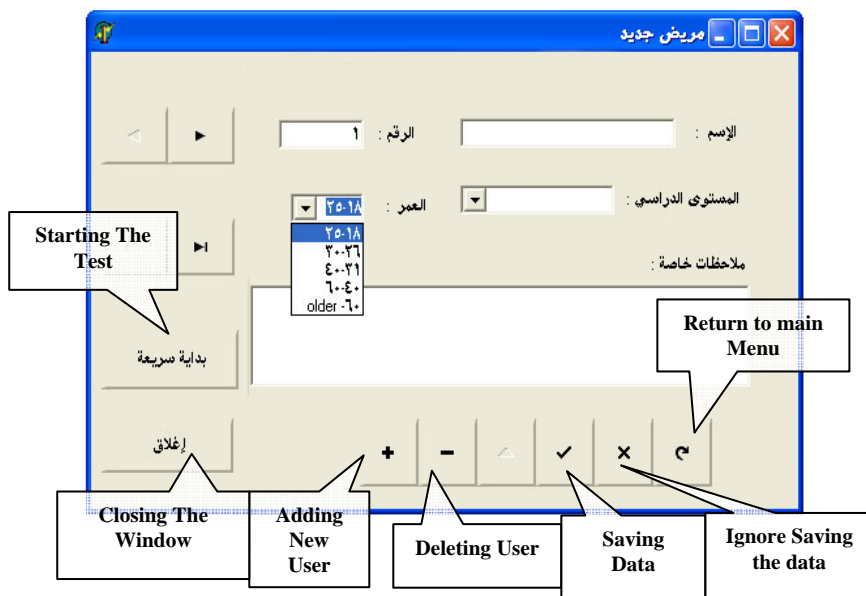 مريض جديد
الإسم :
الرقم : ١
المستوى الدراسي :
العمر : ١٨-٢٥
١٨-٢٥
٢٦-٣٠
٣١-٤٠
٤٠-٦٠
٦٠- older
ملاحظات خاصة :
بداية سريعة
إغلاق
Starting The
Test
Return to main
Menu
Closing The
Window
Adding
New
User
Deleting User
Saving
Data
Ignore Saving
the data